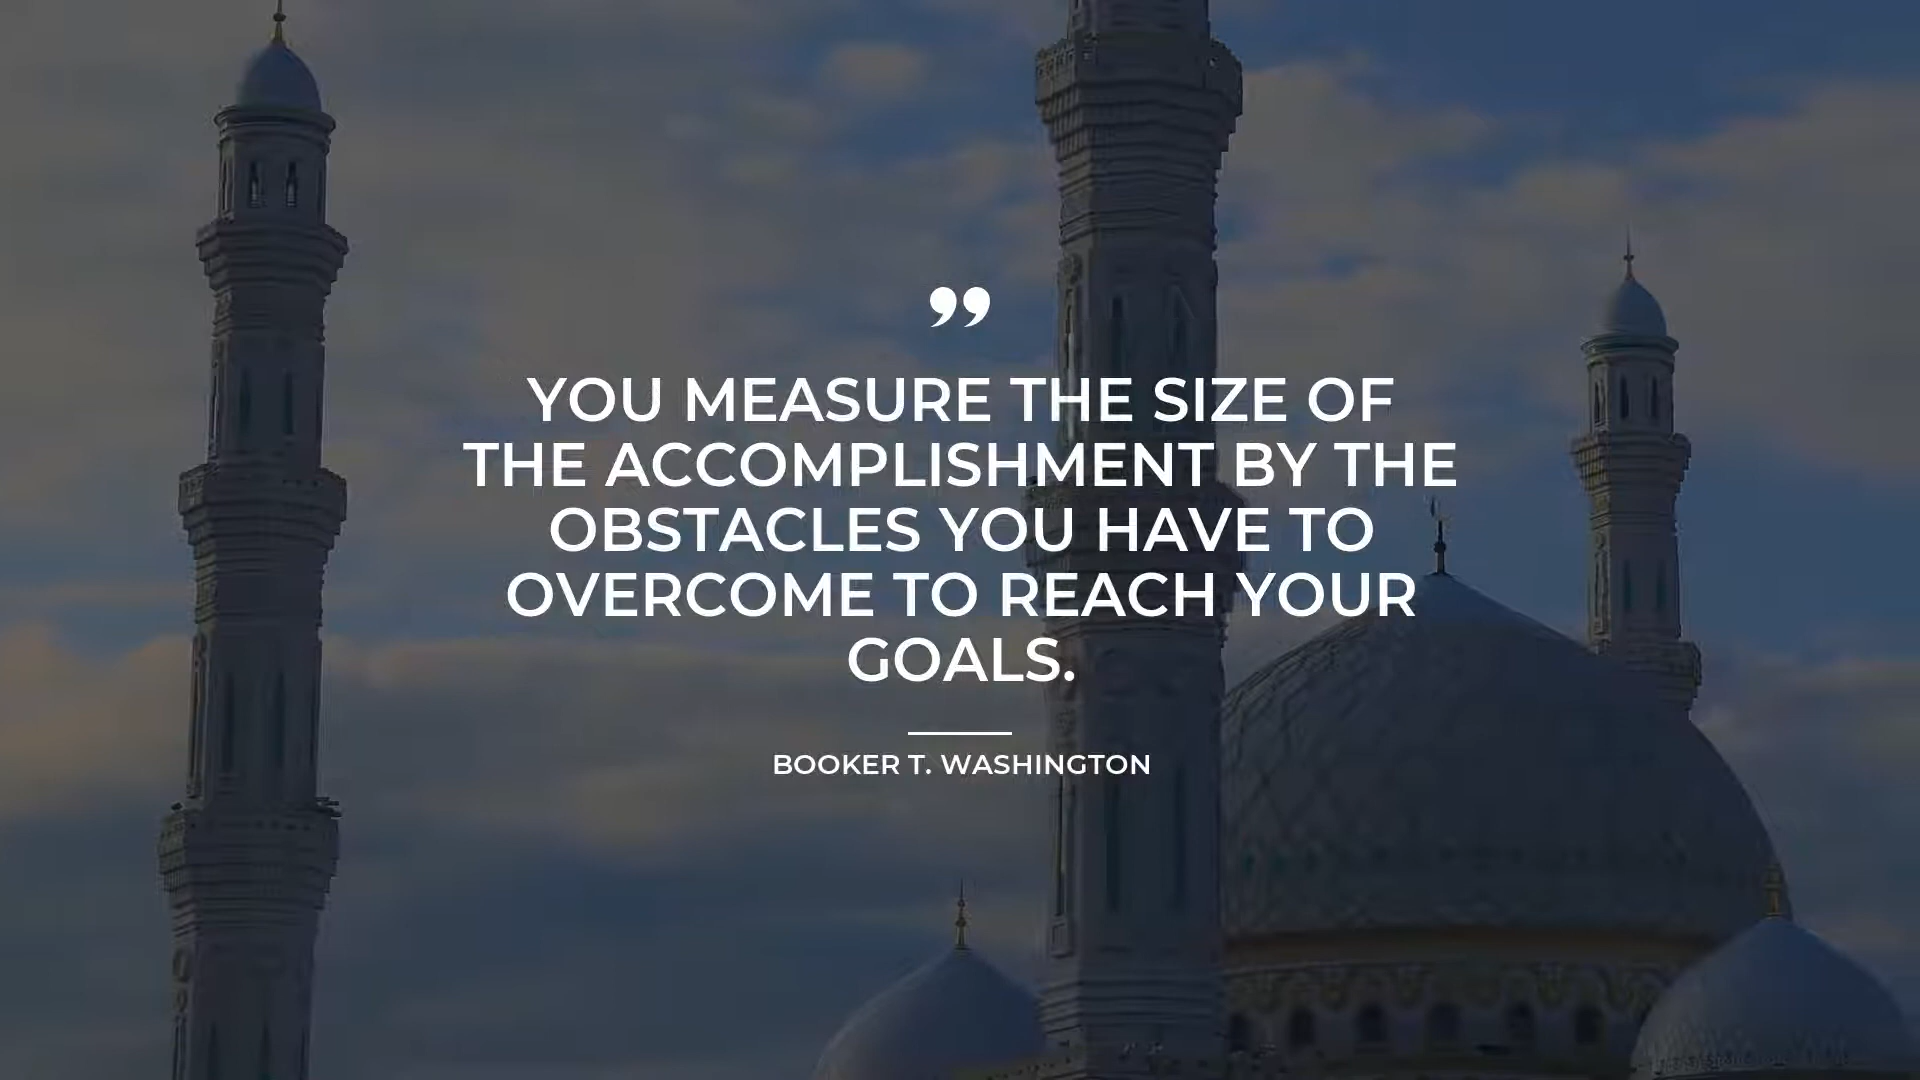 ”
YOU MEASURE THE SIZE OF
THE ACCOMPLISHMENT BY THE
OBSTACLES YOU HAVE TO
OVERCOME TO REACH YOUR
GOALS.
BOOKER T. WASHINGTON